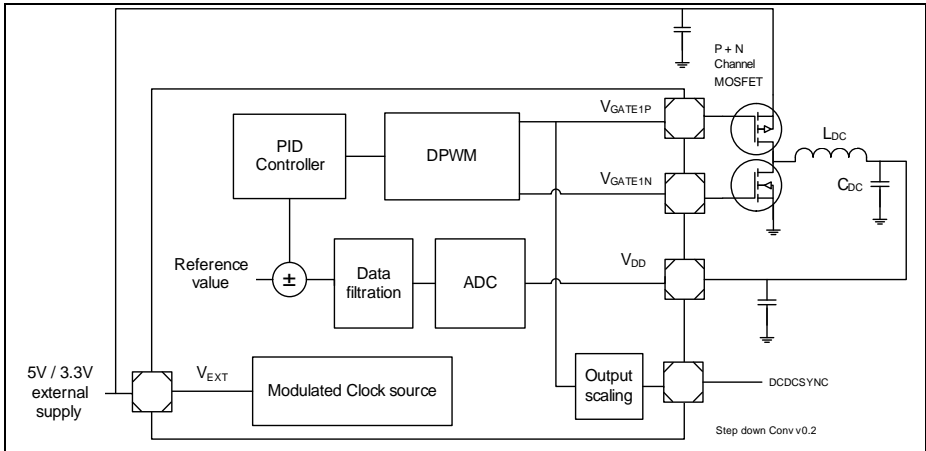 P + N
Channel
MOSFET
VGATE1P
LDC
PID
Controller
DPWM
VGATE1N
CDC
Reference
value
±
Data
filtration
ADC
VDD
5V / 3.3V
external
supply
VEXT
Modulated Clock source
Output
scaling
DCDCSYNC
Step down Conv v0.2